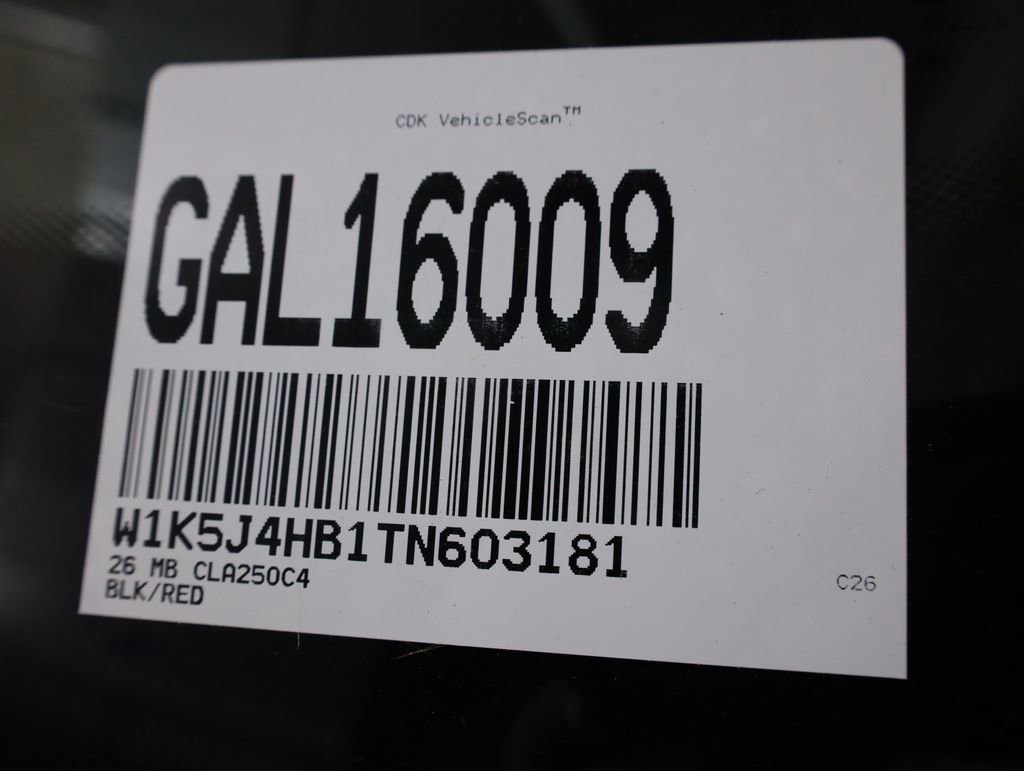 CDK VehicleScan™
GAL16009
W1K5J4HB1TN603181
26 MB CLA250C4
BLK/RED
C26